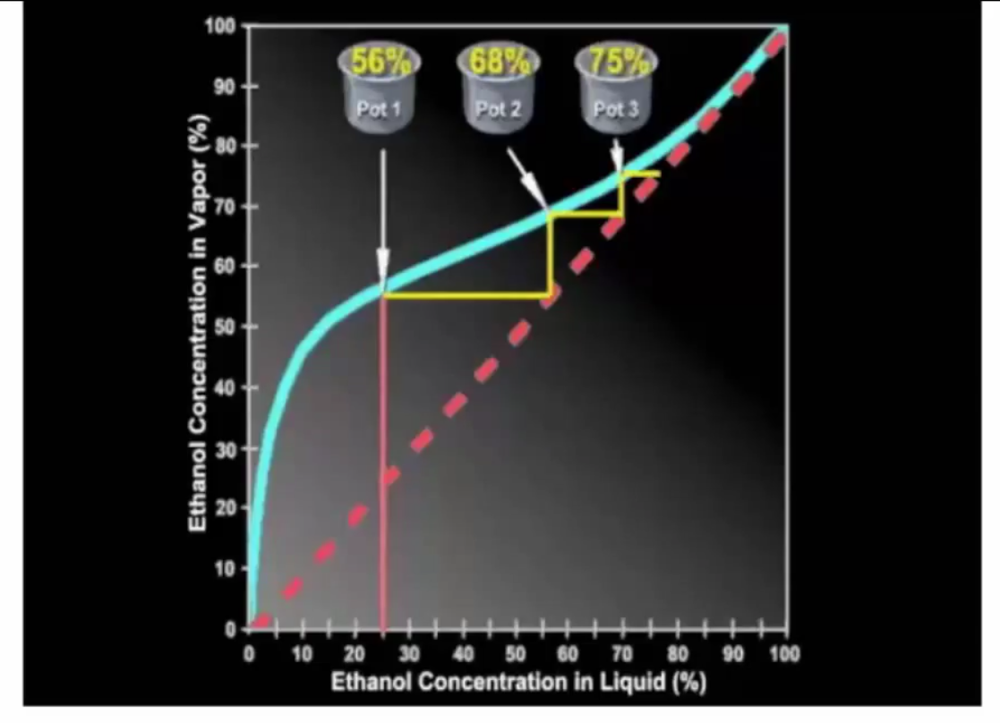 56% 68% 75%
Pot 1 Pot 2 Pot 3
Ethanol Concentration in Vapor (%)
100
90
80
70
60
50
40
30
20
10
0
0 10 20 30 40 50 60 70 80 90 100
Ethanol Concentration in Liquid (%)